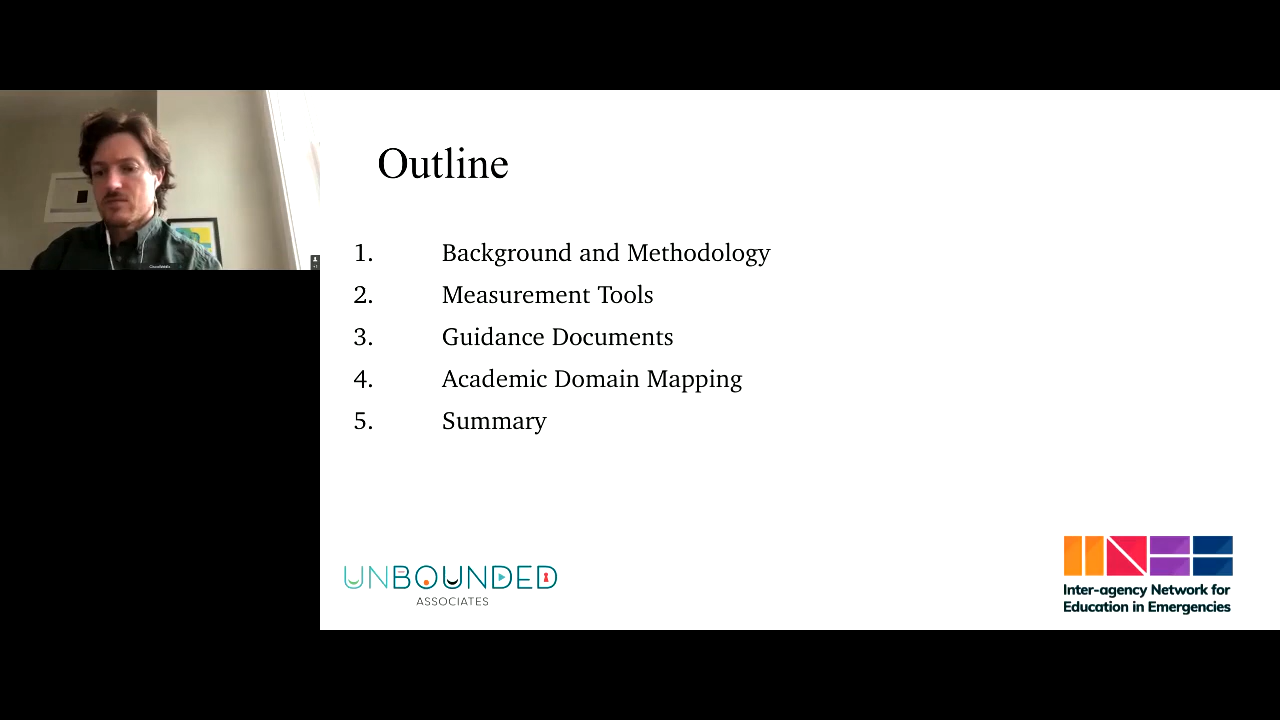 Outline
1. Background and Methodology
2. Measurement Tools
3. Guidance Documents
4. Academic Domain Mapping
5. Summary
UNBOUNDED
ASSOCIATES
INEE
Inter-agency Network for
Education in Emergencies